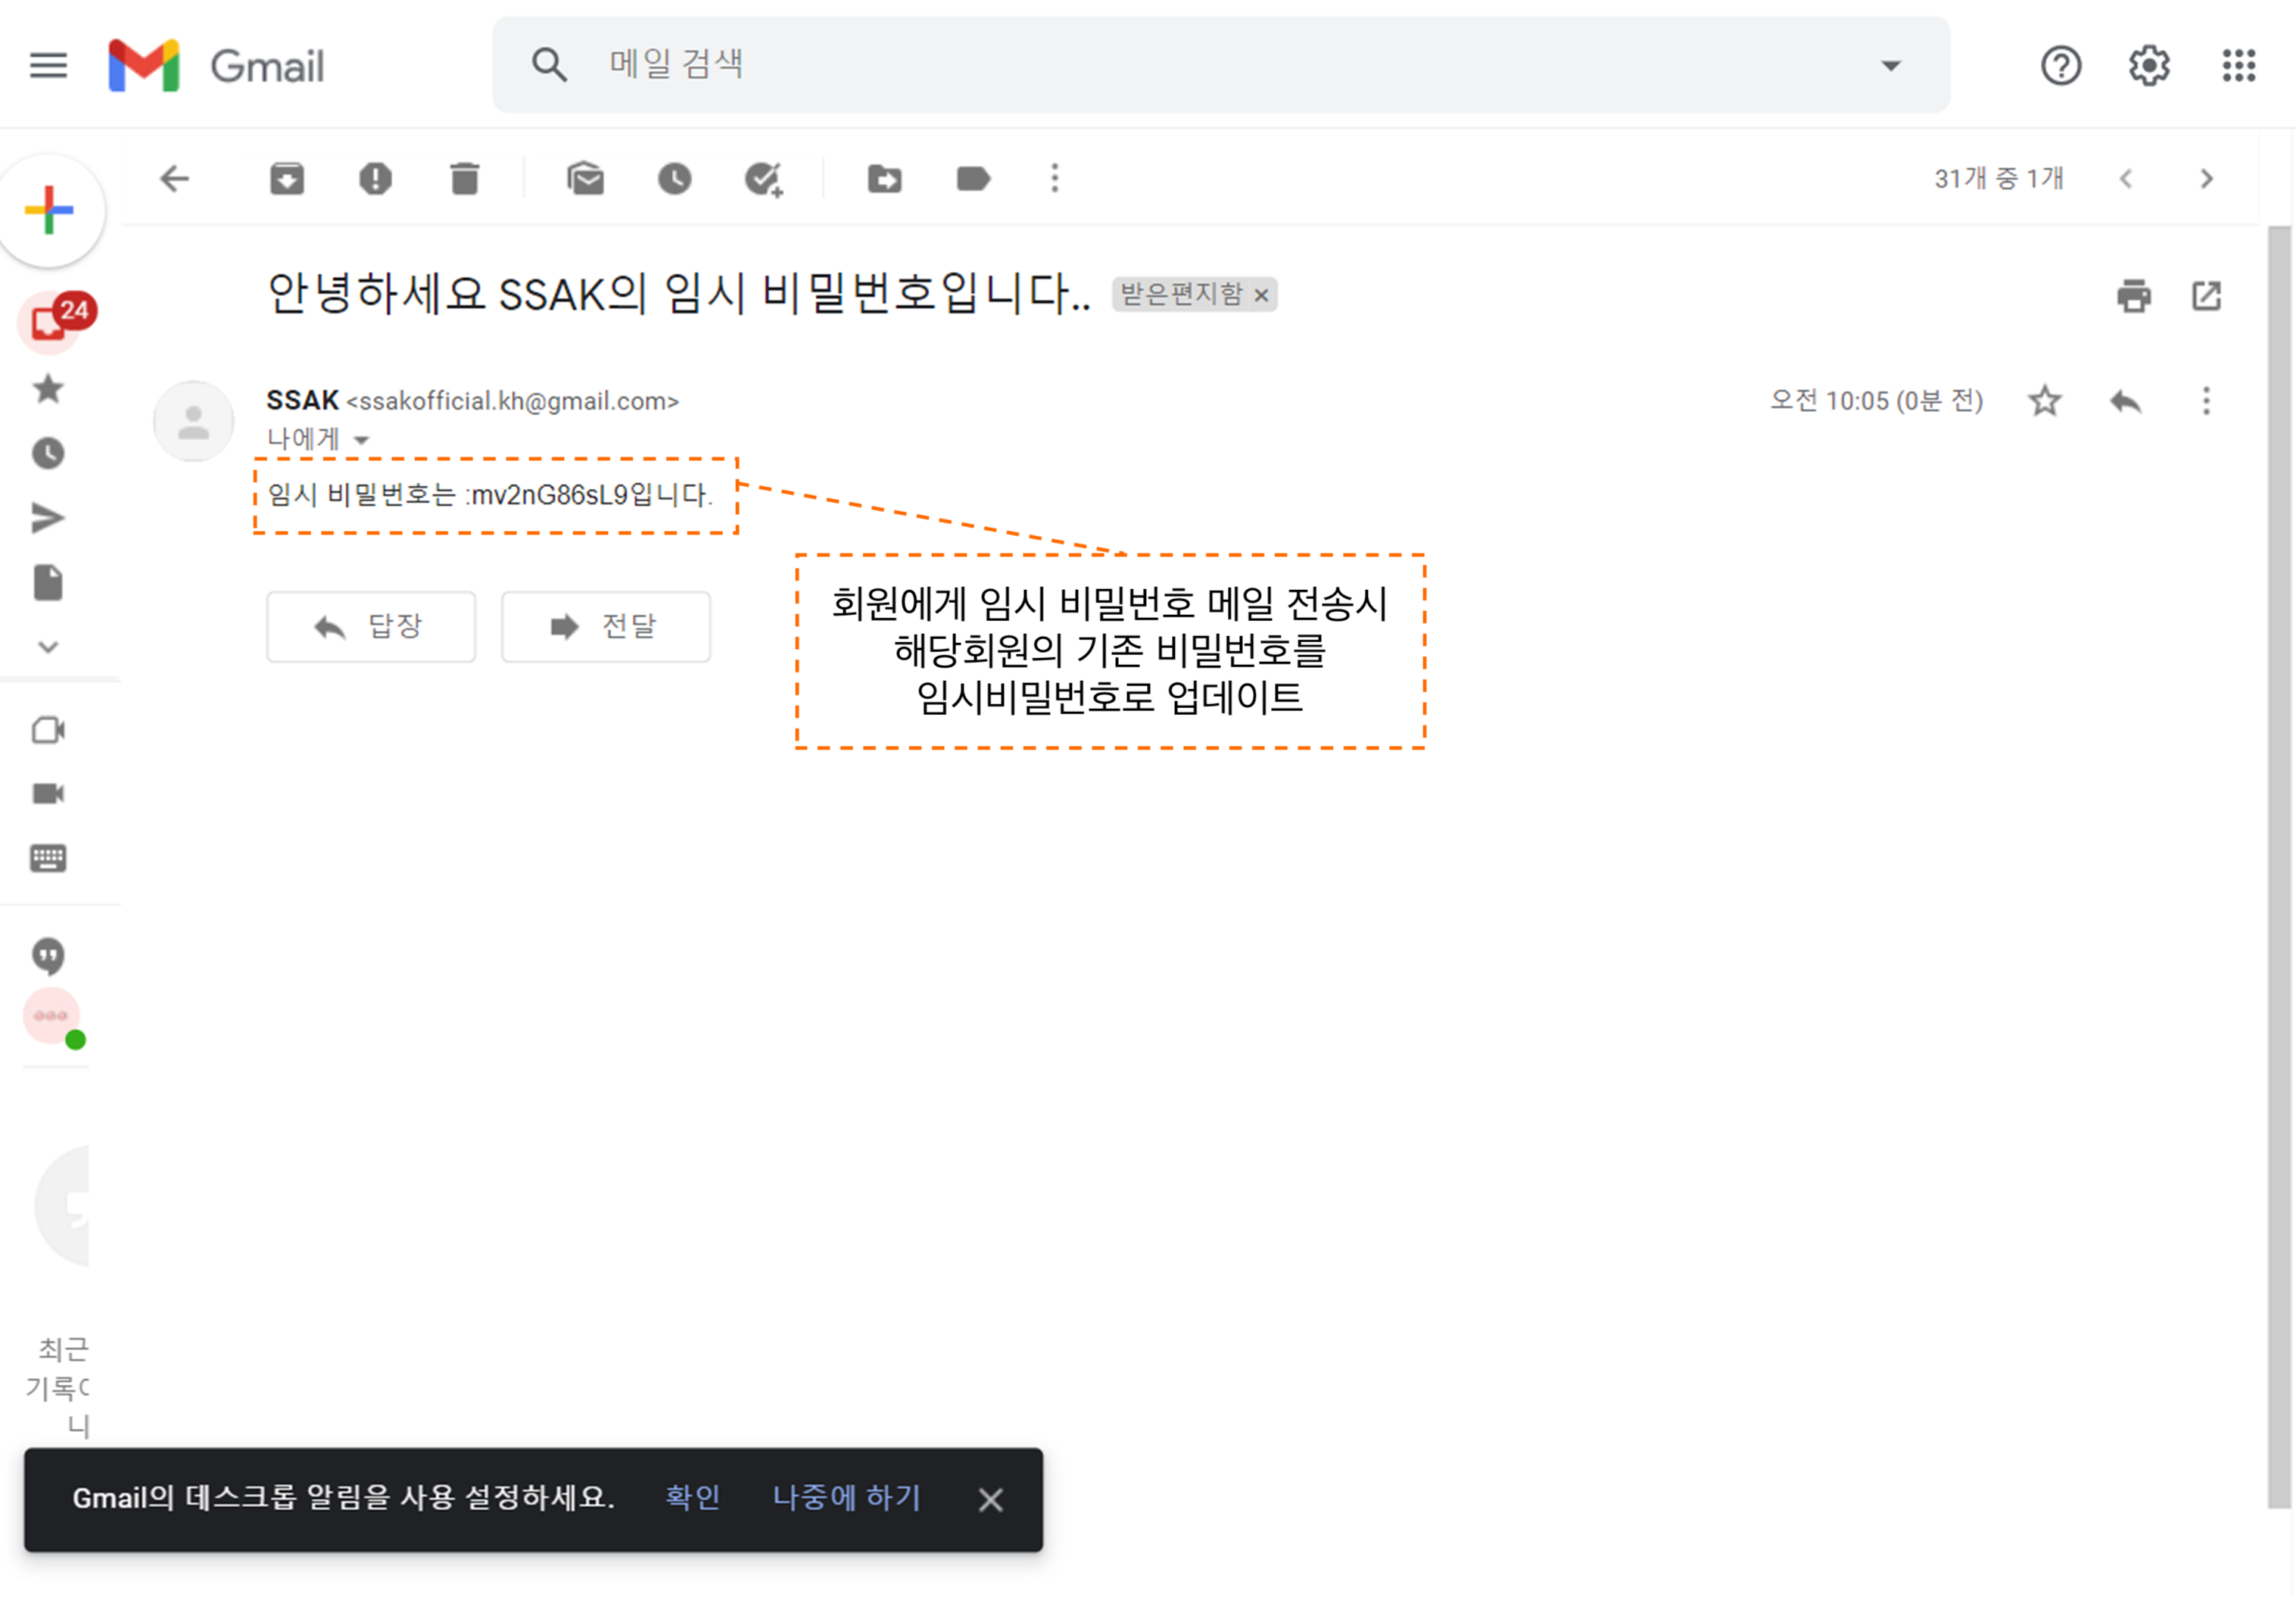 Gmail
메일 검색
31개 중 1개
안녕하세요 SSAK의 임시 비밀번호입니다..
받은편지함 ×
24
SSAK <ssakofficial.kh@gmail.com>
오전 10:05 (0분 전)
나에게
임시 비밀번호는 :mv2nG86sL9입니다.
회원에게 임시 비밀번호 메일 전송시
해당회원의 기존 비밀번호를
임시비밀번호로 업데이트
답장
전달
최근
기록
니
Gmail의 데스크톱 알림을 사용 설정하세요. 확인 나중에 하기